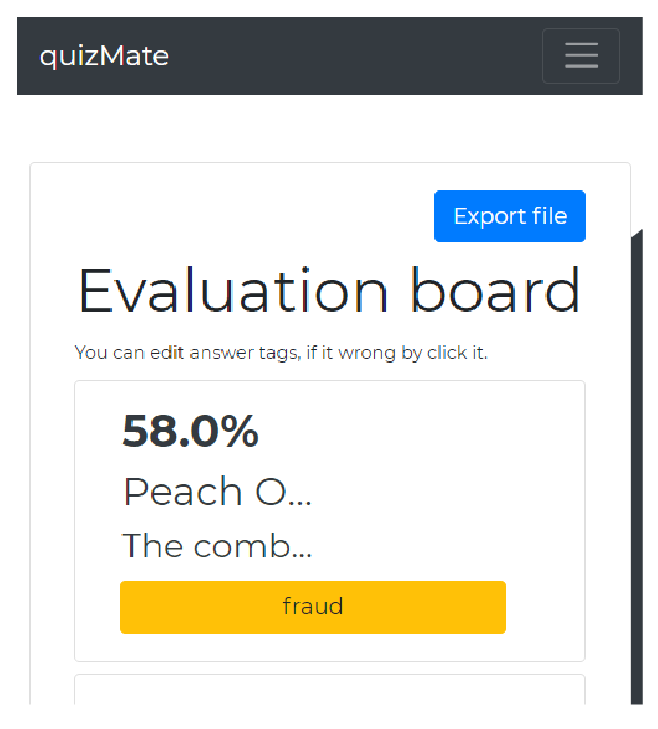 quizMate
Export file
Evaluation board
You can edit answer tags, if it wrong by click it.
58.0%
Peach O...
The comb...
fraud